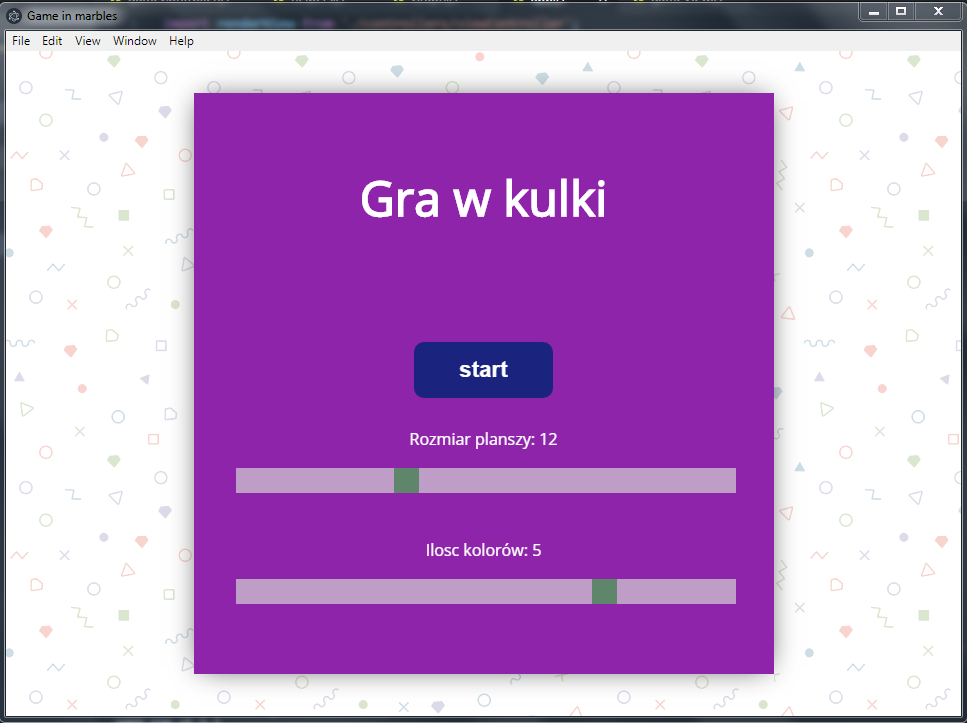 Game in marbles
File Edit View Window Help
Gra w kulki
start
Rozmiar planszy: 12
Ilosc kolorów: 5